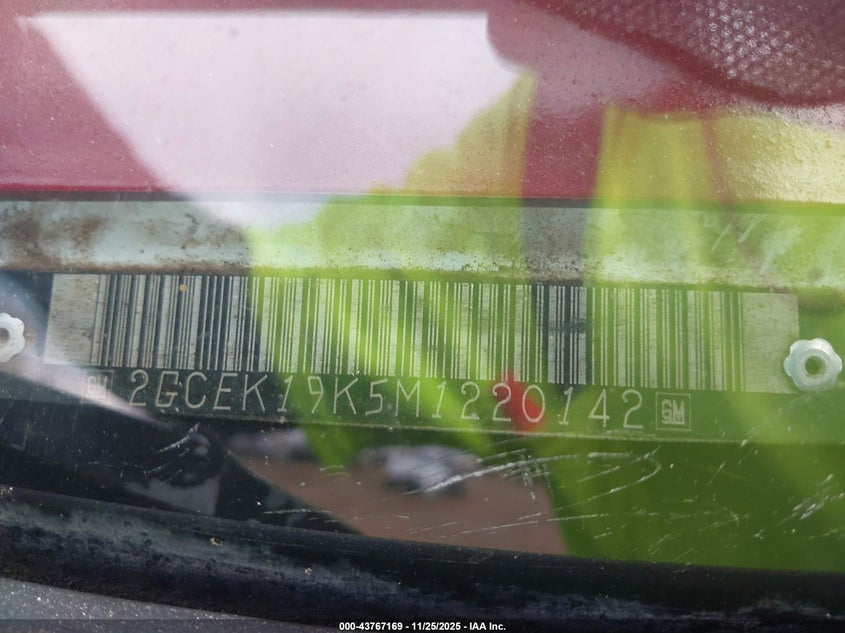 GM 2GCEK19K5M1220142 GM
000-43767169 - 11/25/2025 - IAA Inc.